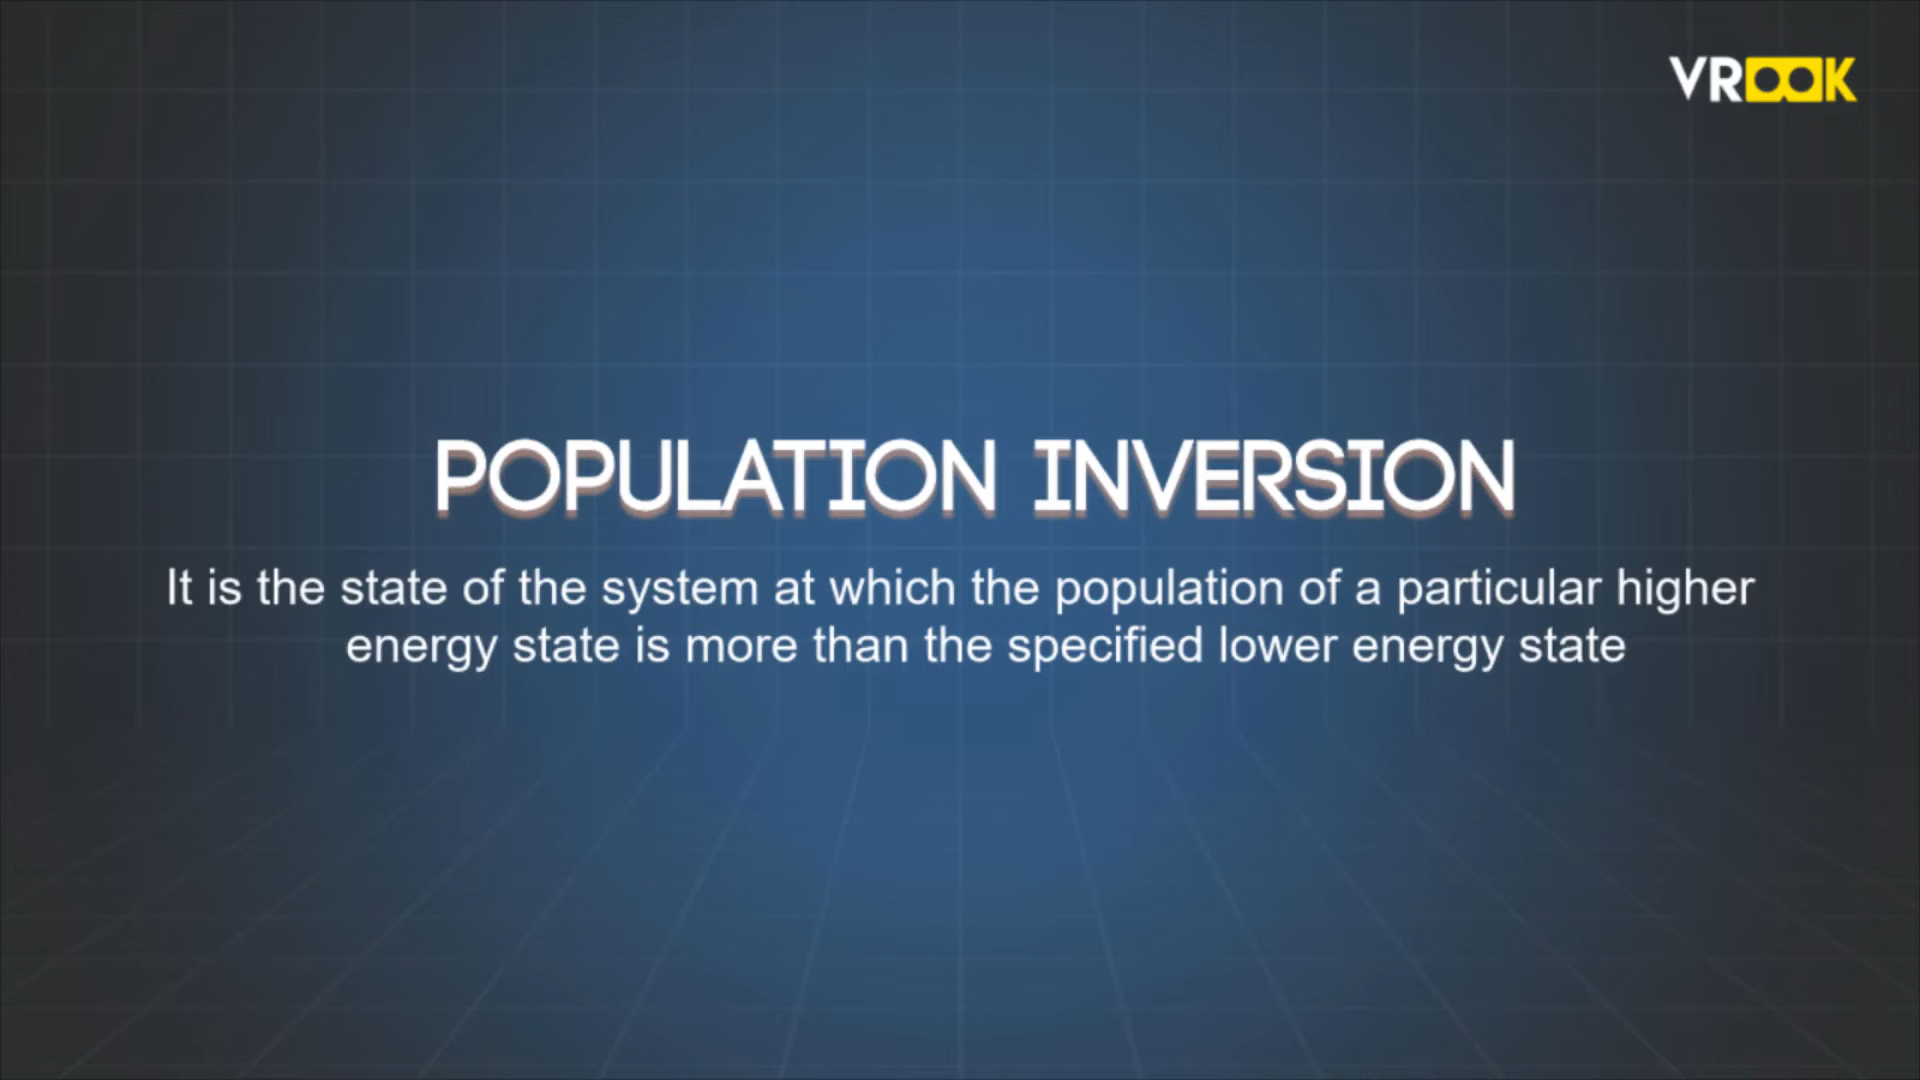 VROOK
POPULATION INVERSION
It is the state of the system at which the population of a particular higher
energy state is more than the specified lower energy state